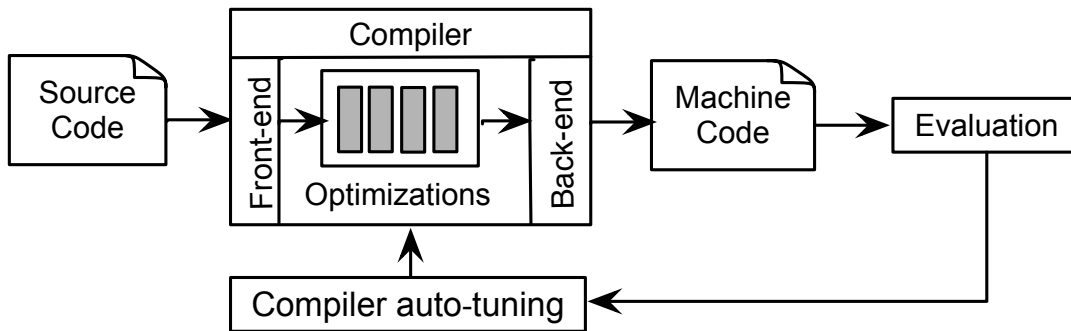 Compiler
Source
Code
Front-end
Optimizations
Back-end
Machine
Code
Evaluation
Compiler auto-tuning